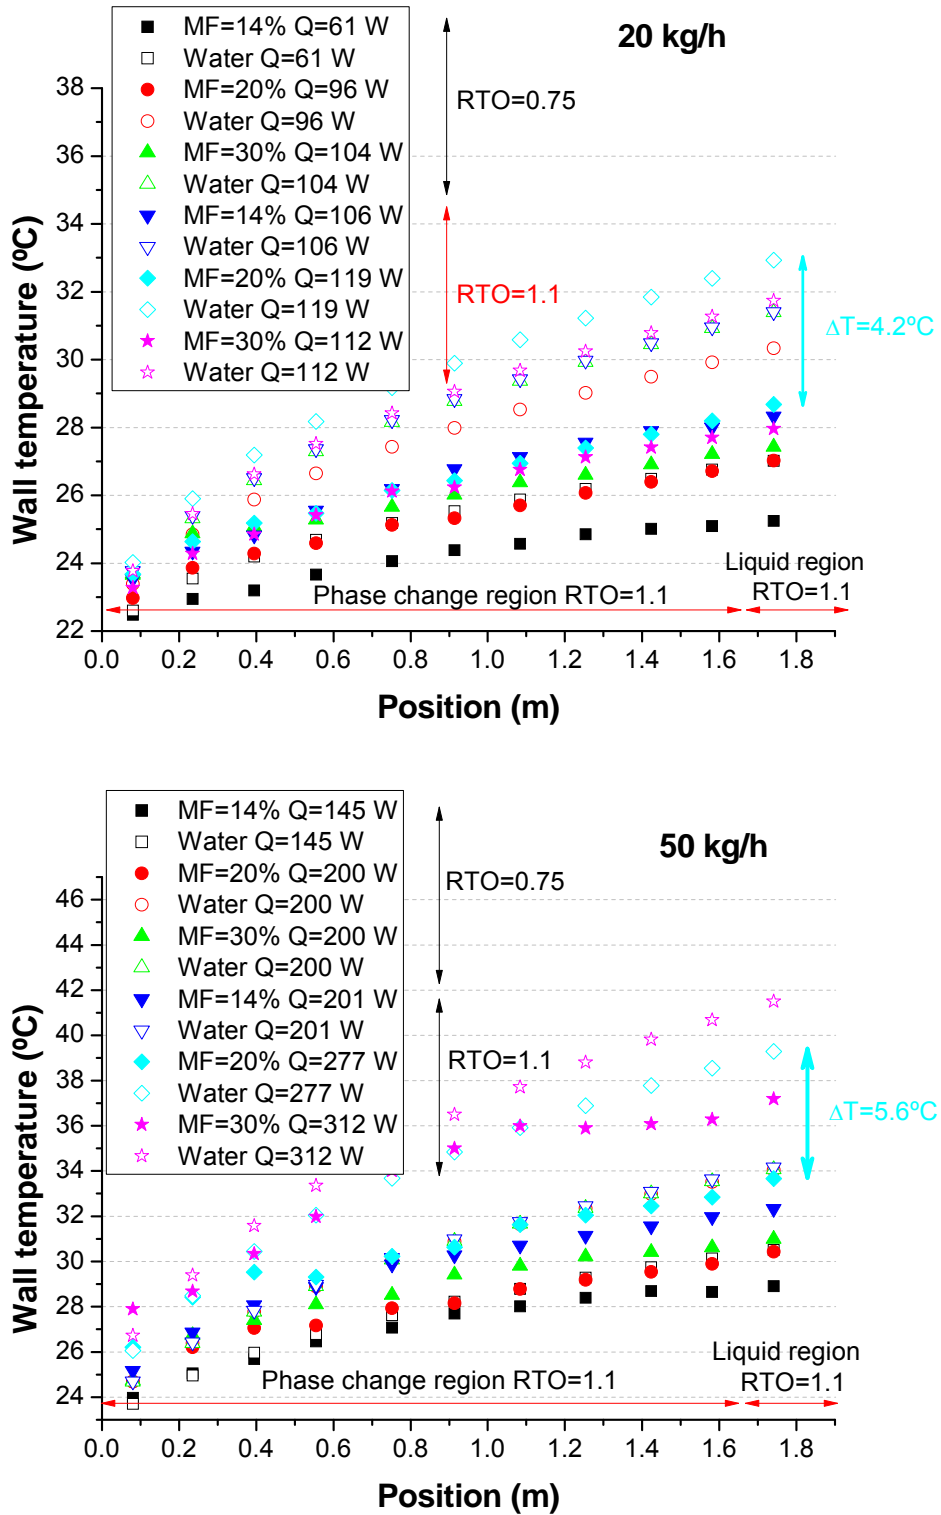 MF=14% Q=61 W
Water Q=61 W
MF=20% Q=96 W
Water Q=96 W
MF=30% Q=104 W
Water Q=104 W
MF=14% Q=106 W
Water Q=106 W
MF=20% Q=119 W
Water Q=119 W
MF=30% Q=112 W
Water Q=112 W
20 kg/h
RTO=0.75
RTO=1.1
ΔT=4.2ºC
Liquid region
RTO=1.1
Phase change region RTO=1.1
Wall temperature (ºC)
38
36
34
32
30
28
26
24
22
0.0 0.2 0.4 0.6 0.8 1.0 1.2 1.4 1.6 1.8
Position (m)
MF=14% Q=145 W
Water Q=145 W
MF=20% Q=200 W
Water Q=200 W
MF=30% Q=200 W
Water Q=200 W
MF=14% Q=201 W
Water Q=201 W
MF=20% Q=277 W
Water Q=277 W
MF=30% Q=312 W
Water Q=312 W
50 kg/h
RTO=0.75
RTO=1.1
ΔT=5.6ºC
Liquid region
RTO=1.1
Phase change region RTO=1.1
Wall temperature (ºC)
46
44
42
40
38
36
34
32
30
28
26
24
0.0 0.2 0.4 0.6 0.8 1.0 1.2 1.4 1.6 1.8
Position (m)